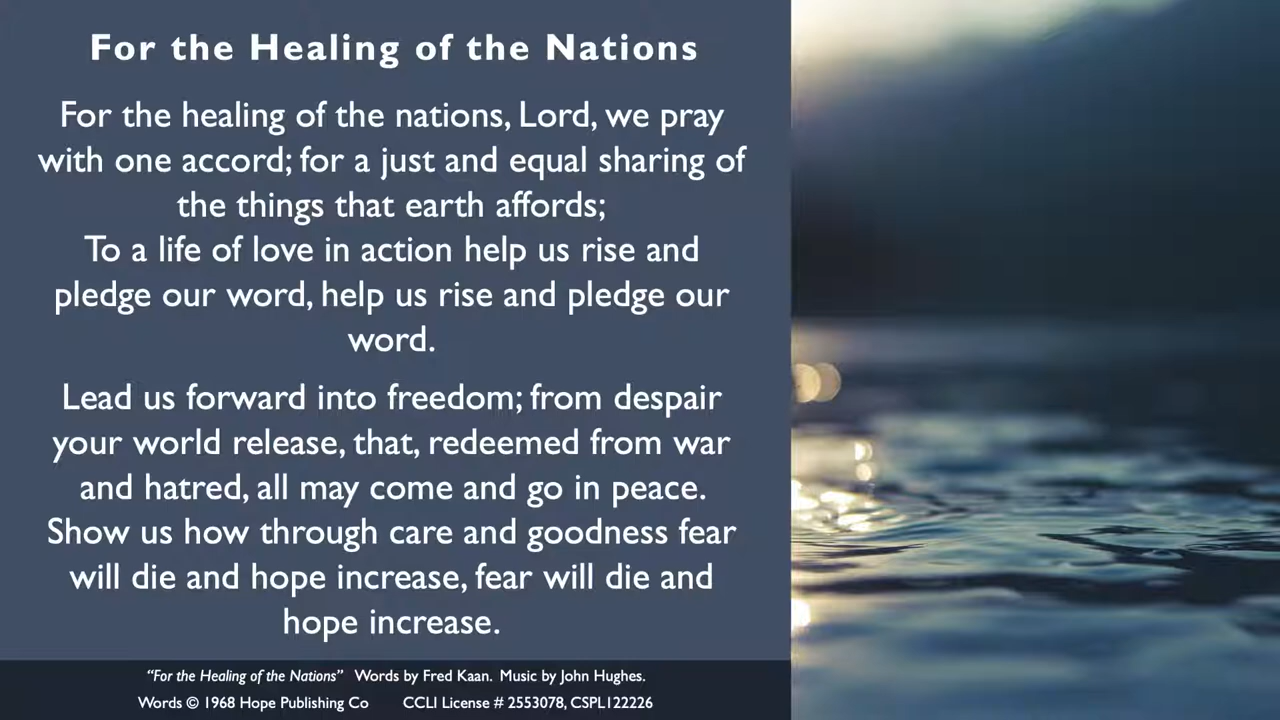 For the Healing of the Nations
For the healing of the nations, Lord, we pray
with one accord; for a just and equal sharing of
the things that earth affords;
To a life of love in action help us rise and
pledge our word, help us rise and pledge our
word.
Lead us forward into freedom; from despair
your world release, that, redeemed from war
and hatred, all may come and go in peace.
Show us how through care and goodness fear
will die and hope increase, fear will die and
hope increase.
“For the Healing of the Nations” Words by Fred Kaan. Music by John Hughes.
Words © 1968 Hope Publishing Co CCLI License # 2553078, CSPL122226